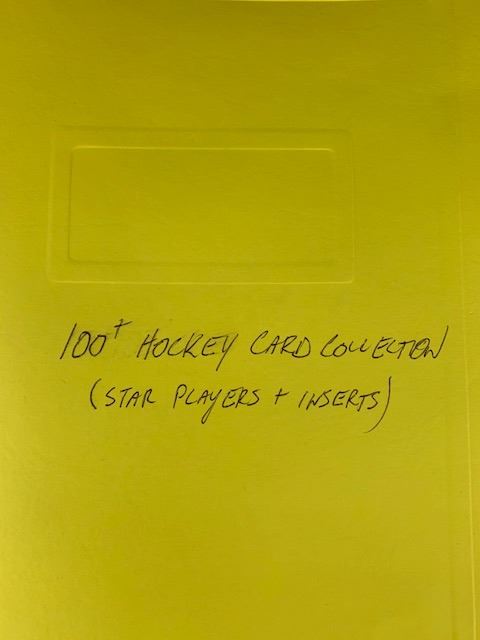 100+ HOCKEY CARD COLLECTION
(STAR PLAYERS + INSERTS)